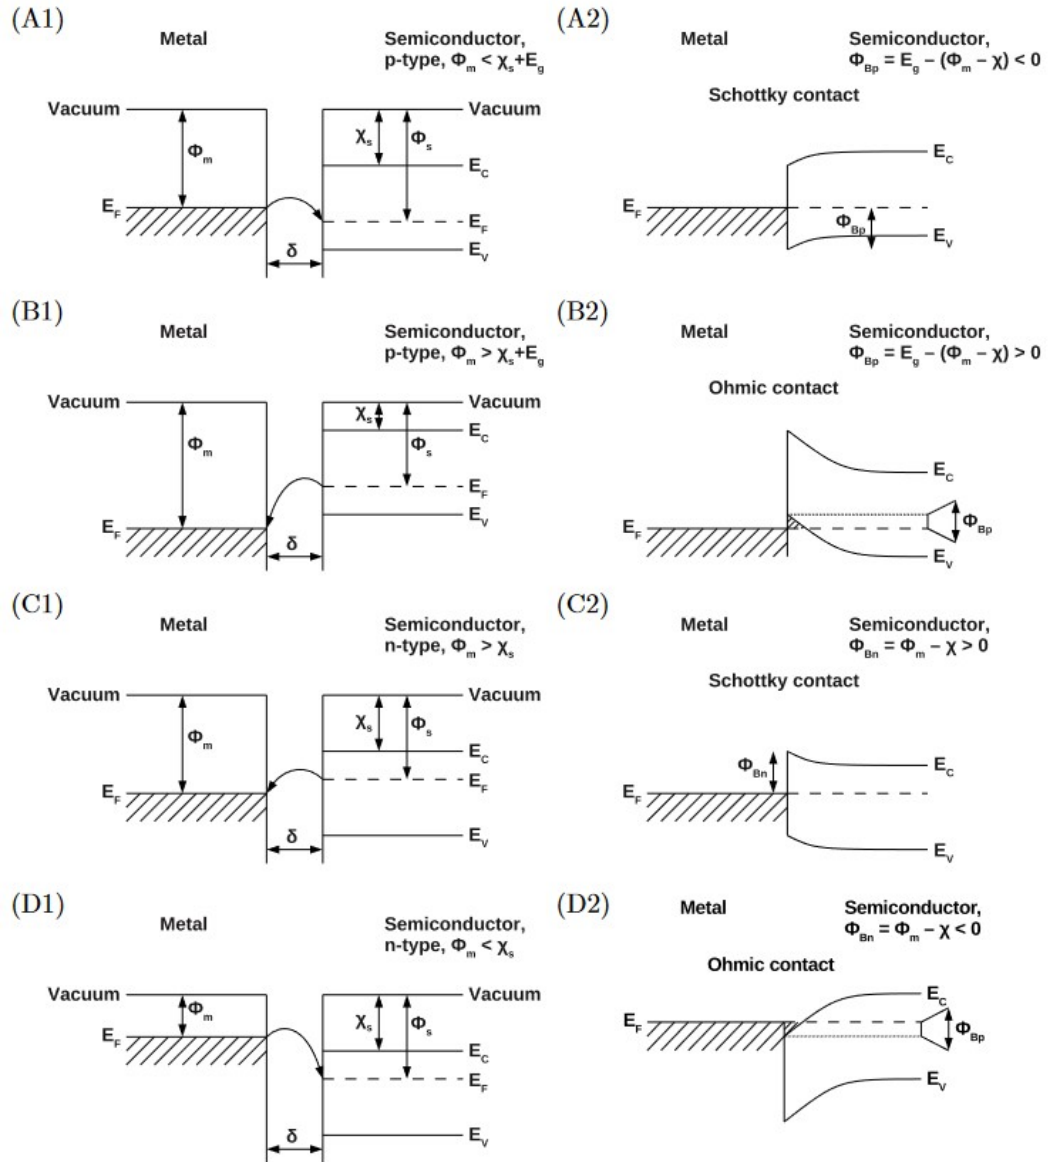 (A1)
Metal
Semiconductor,
p-type, Φm < χs+Eg
Vacuum
Vacuum
Φm
χs
Φs
EC
EF
EF
EV
δ
(A2)
Metal
Semiconductor,
ΦBp = Eg – (Φm – χ) < 0
Schottky contact
EC
EF
ΦBp
EV
(B1)
Metal
Semiconductor,
p-type, Φm > χs+Eg
Vacuum
Vacuum
χs
EC
Φm
Φs
EF
EV
EF
δ
(B2)
Metal
Semiconductor,
ΦBp = Eg – (Φm – χ) > 0
Ohmic contact
EC
EF
ΦBp
EV
(C1)
Metal
Semiconductor,
n-type, Φm > χs
Vacuum
Vacuum
Φm
χs
Φs
EC
EF
EF
EV
δ
(C2)
Metal
Semiconductor,
ΦBn = Φm – χ > 0
Schottky contact
ΦBn
EC
EF
EV
(D1)
Metal
Semiconductor,
n-type, Φm < χs
Vacuum
Vacuum
Φm
EF
χs
Φs
EC
EF
EV
δ
(D2)
Metal
Semiconductor,
ΦBn = Φm – χ < 0
Ohmic contact
EC
EF
ΦBp
EV